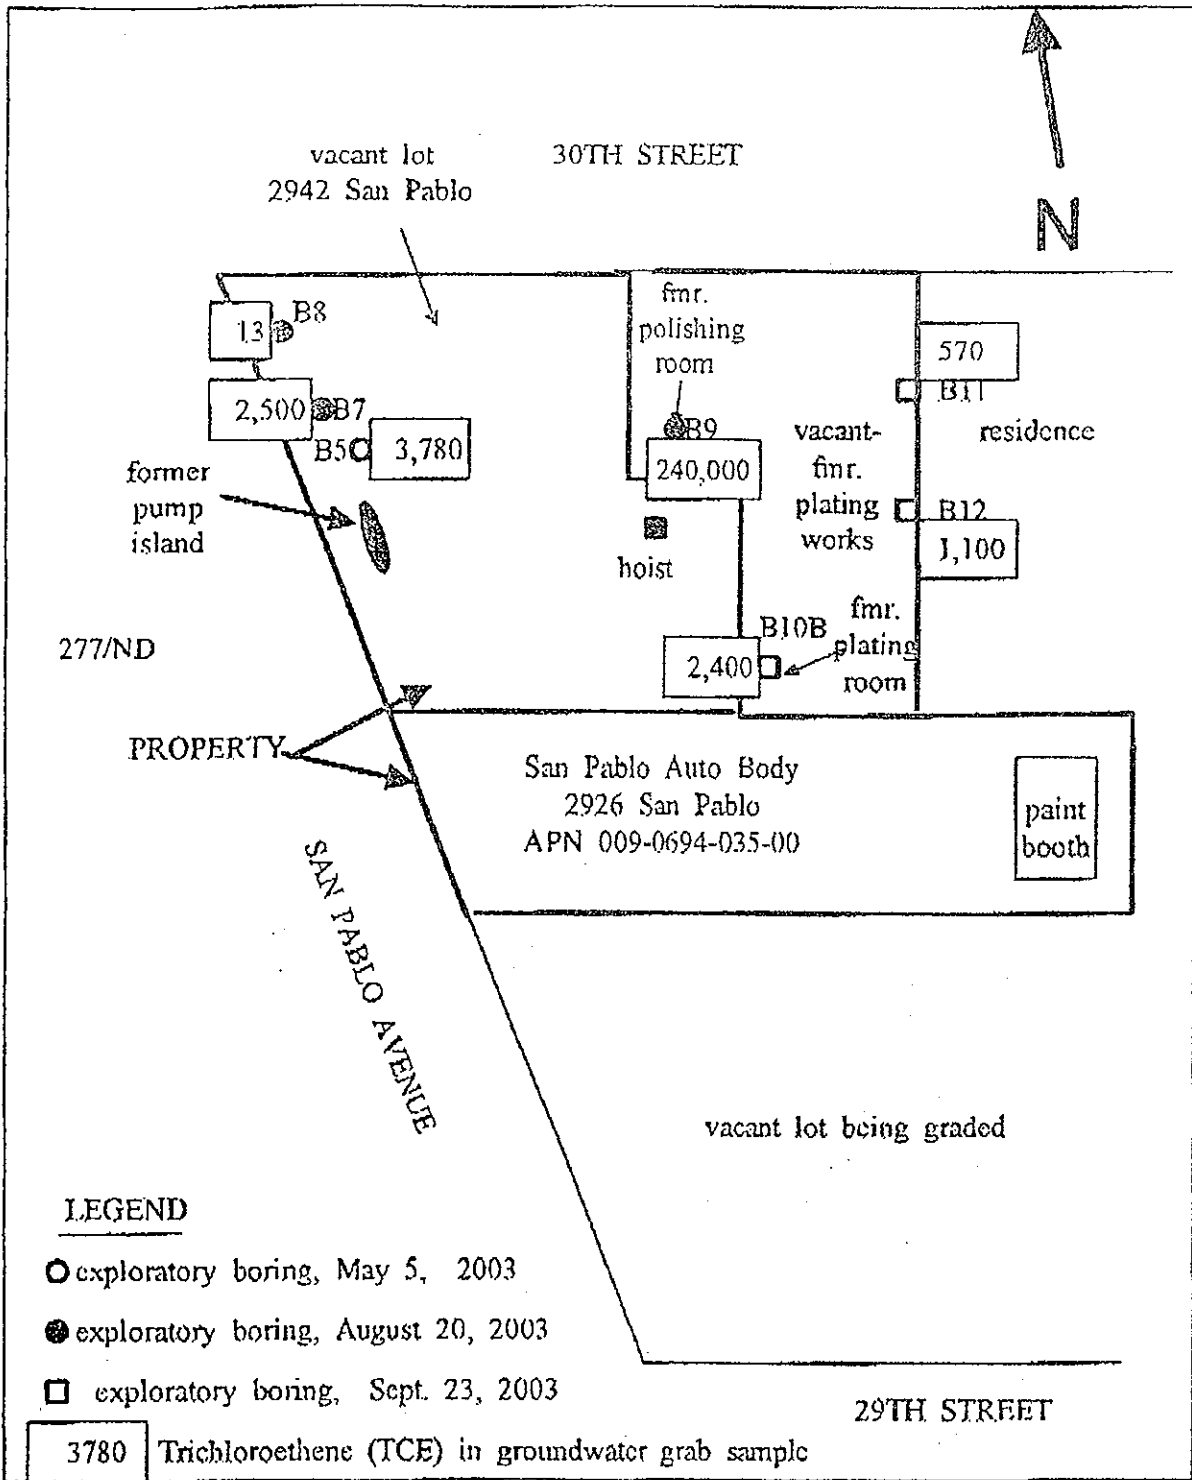 vacant lot
2942 San Pablo
30TH STREET
N
13
B8
2,500
B7
B5
3,780
former
pump
island
fmr.
polishing
room
B9
240,000
hoist
vacant-
fmr.
plating
works
570
B11
residence
B12
1,100
277/ND
B10B
2,400
fmr.
plating
room
PROPERTY
San Pablo Auto Body
2926 San Pablo
APN 009-0694-035-00
paint
booth
SAN PABLO AVENUE
vacant lot being graded
LEGEND
exploratory boring, May 5, 2003
exploratory boring, August 20, 2003
exploratory boring, Sept. 23, 2003
3780 Trichloroethene (TCE) in groundwater grab sample
29TH STREET